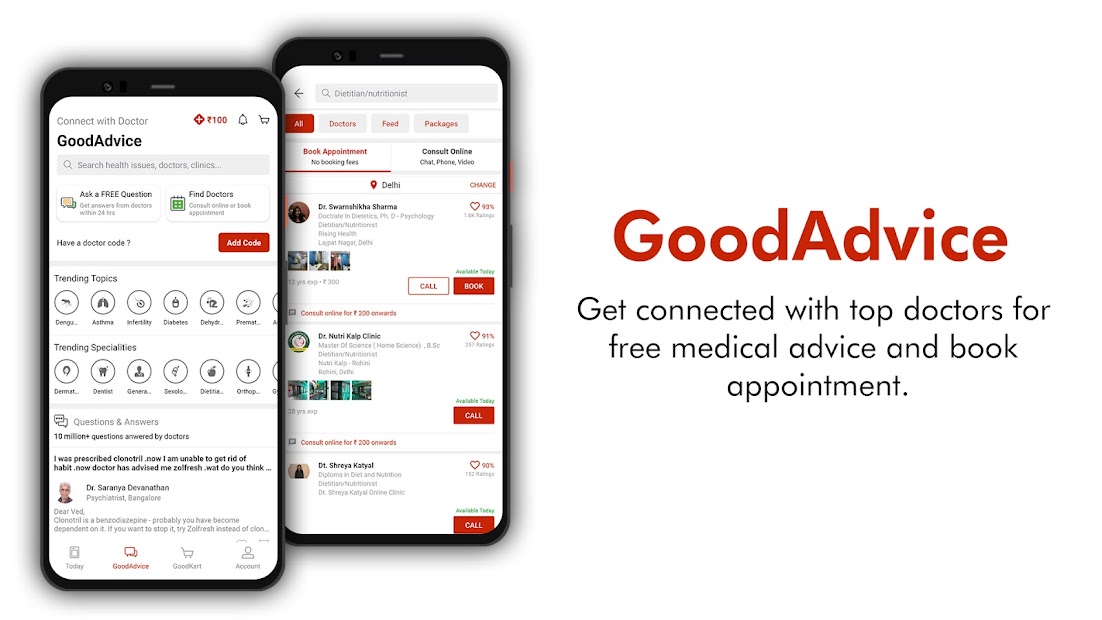 Connect with Doctor
₹100
GoodAdvice
Search health issues, doctors, clinics...
Ask a FREE Question
Get answers from doctors
within 24 hrs
Find Doctors
Consult online or book
appointment
Have a doctor code ?
Add Code
Trending Topics
Dengu...
Asthma
Infertility
Diabetes
Dehydr...
Premat...
Trending Specialities
Dermat...
Dentist
Genera...
Sexolo...
Dietitia...
Orthop...
Questions & Answers
10 million+ questions anwered by doctors
I was prescribed clonotril .now I am unable to get rid of
habit .now doctor has advised me zolfresh .wat do you think ...
Dr. Saranya Devanathan
Psychiatrist, Bangalore
Dear Ved,
Clonotril is a benzodiazepine - probably you have become
dependent on it. If you want to stop it, try Zolfresh instead of clon...
Today
GoodAdvice
GoodKart
Account
Dietitian/nutritionist
All
Doctors
Feed
Packages
Book Appointment
No booking fees
Consult Online
Chat, Phone, Video
Delhi
CHANGE
Dr. Swarnshikha Sharma
93%
1.6K Ratings
Doctrate In Dietetics, Ph. D - Psychology
Dietitian/Nutritionist
Rising Health
Lajpat Nagar, Delhi
Available Today
12 yrs exp • ₹ 300
CALL
BOOK
Consult online for ₹ 200 onwards
Dr. Nutri Kalp Clinic
91%
257 Ratings
Master Of Science ( Home Science) , B.Sc
Dietitian/Nutritionist
Nutri Kalp - Rohini
Rohini, Delhi
Available Today
28 yrs exp
CALL
Consult online for ₹ 200 onwards
Dt. Shreya Katyal
90%
152 Ratings
Diploma in Diet and Nutrition
Dietitian/Nutritionist
Dt. Shreya Katyal Online Clinic
Available Today
CALL
GoodAdvice
Get connected with top doctors for
free medical advice and book
appointment.